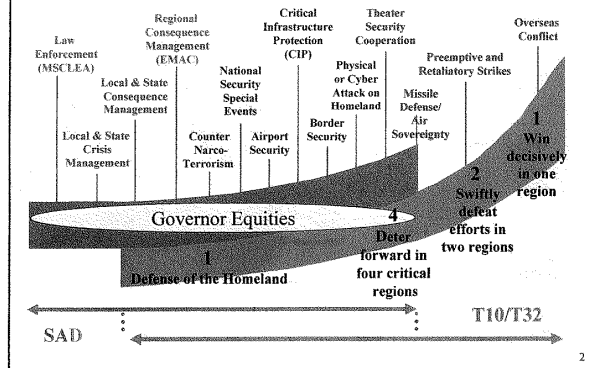 Law
Enforcement
(MSCLEA)
Local & State
Crisis
Management
Local & State
Consequence
Management
Regional
Consequence
Management
(EMAC)
Counter
Narco-
Terrorism
National
Security
Special
Events
Airport
Security
Critical
Infrastructure
Protection
(CIP)
Border
Security
Physical
or Cyber
Attack on
Homeland
Theater
Security
Cooperation
Missile
Defense/
Air
Sovereignty
Preemptive and
Retaliatory Strikes
Overseas
Conflict
Governor Equities
1
Defense of the Homeland
4
Deter
forward in
four critical
regions
2
Swiftly
defeat
efforts in
two regions
1
Win
decisively
in one
region
SAD
T10/T32
2